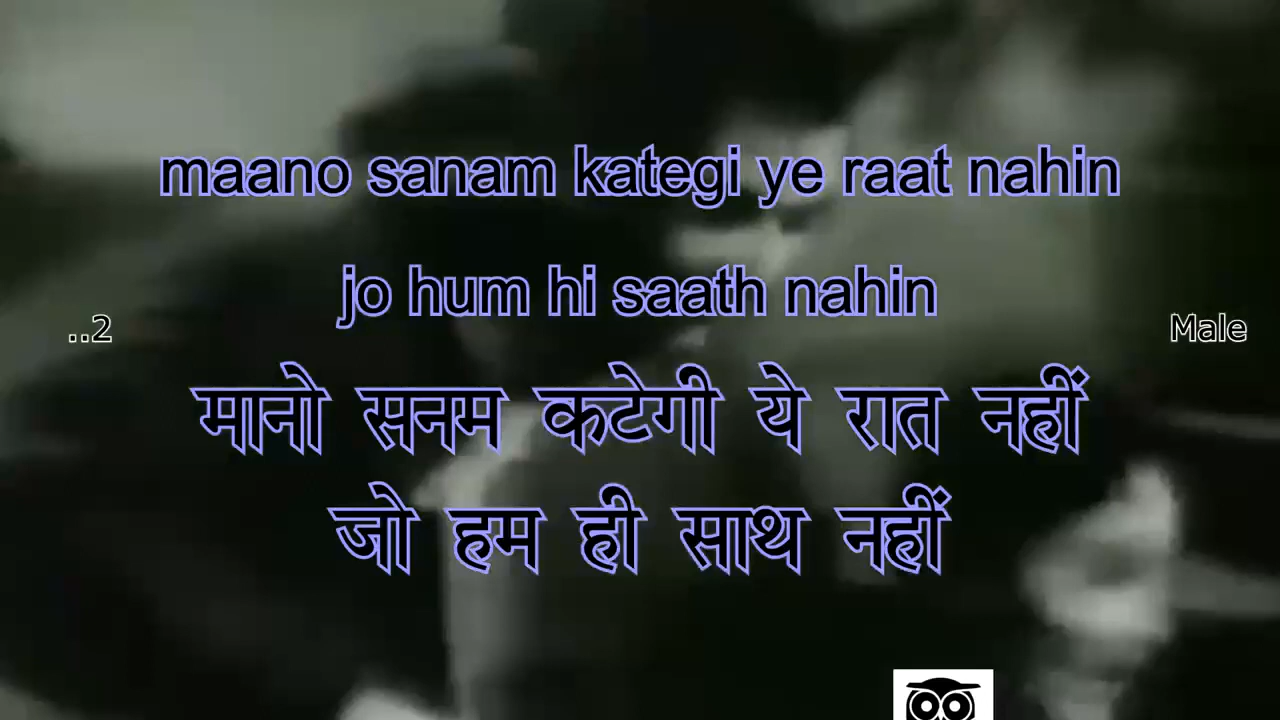 maano sanam kategi ye raat nahin
jo hum hi saath nahin
..2
Male
मानो सनम कटेगी ये रात नहीं
जो हम ही साथ नहीं